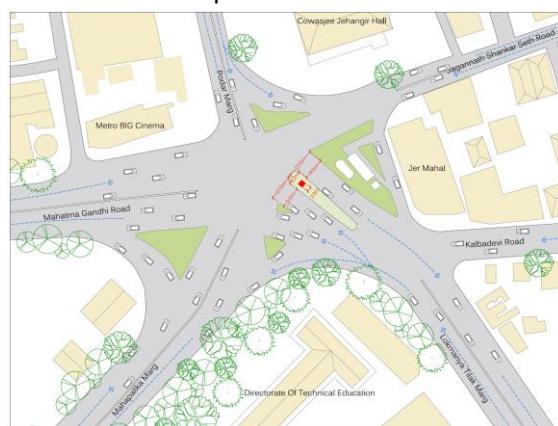 Cowasjee Jehangir Hall
Jagannath Shankar Seth Road
Podar Marg
Metro BIG Cinema
Jer Mahal
Mahatma Gandhi Road
Kalbadevi Road
Mahapalika Marg
Lokmanya Tilak Marg
Directorate Of Technical Education